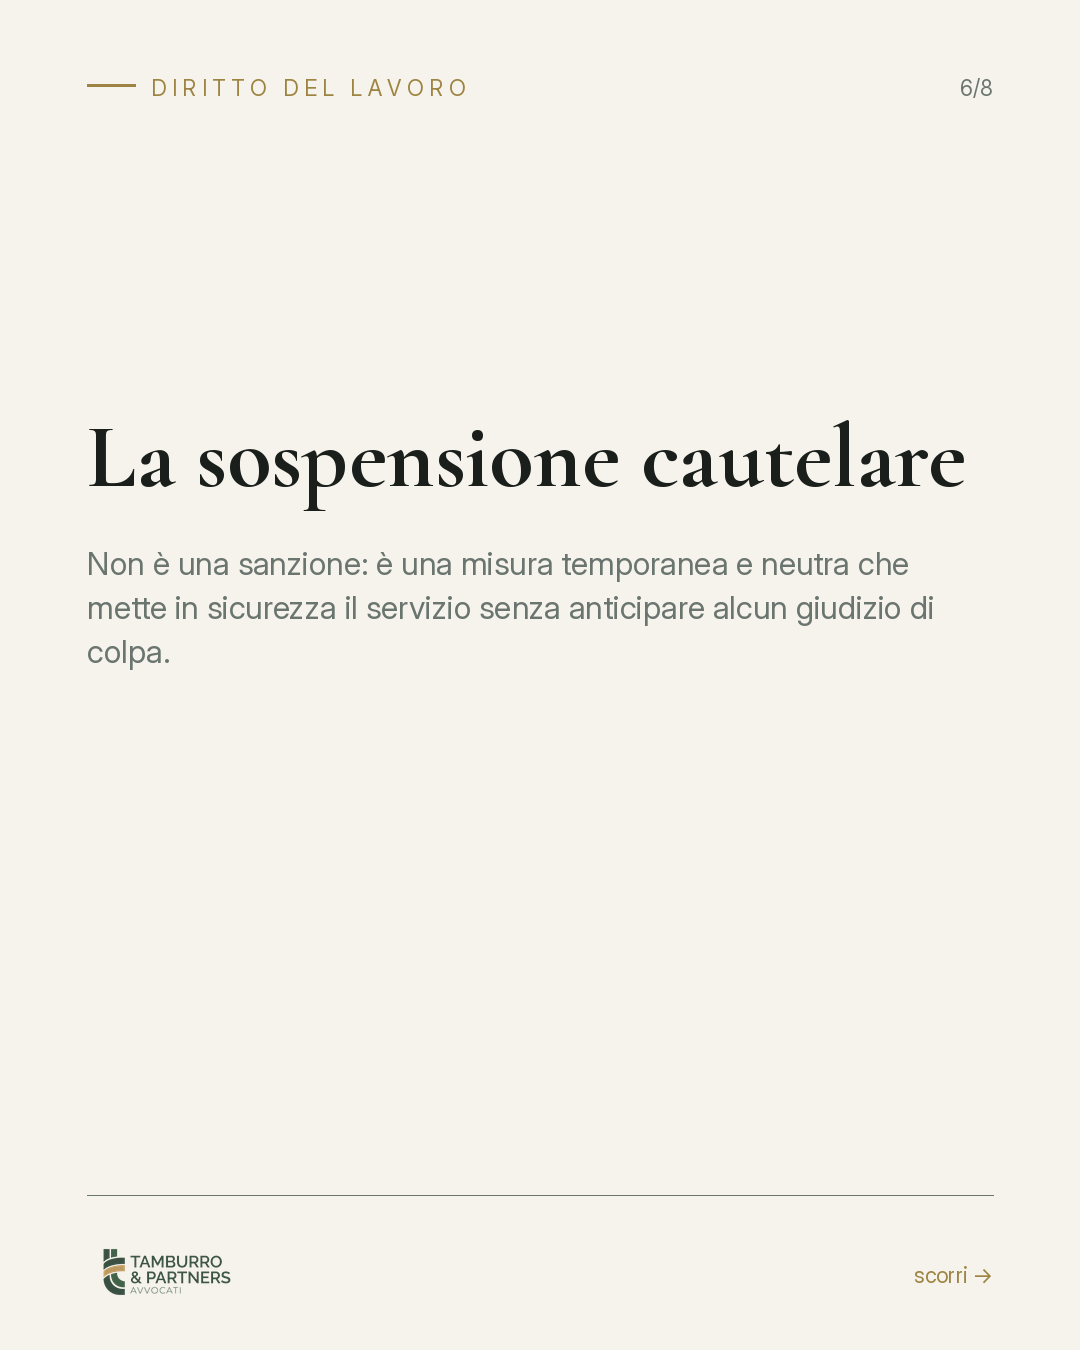 DIRITTO DEL LAVORO
6/8
La sospensione cautelare
Non è una sanzione: è una misura temporanea e neutra che
mette in sicurezza il servizio senza anticipare alcun giudizio di
colpa.
TAMBURRO
& PARTNERS
AVVOCATI
scorri →